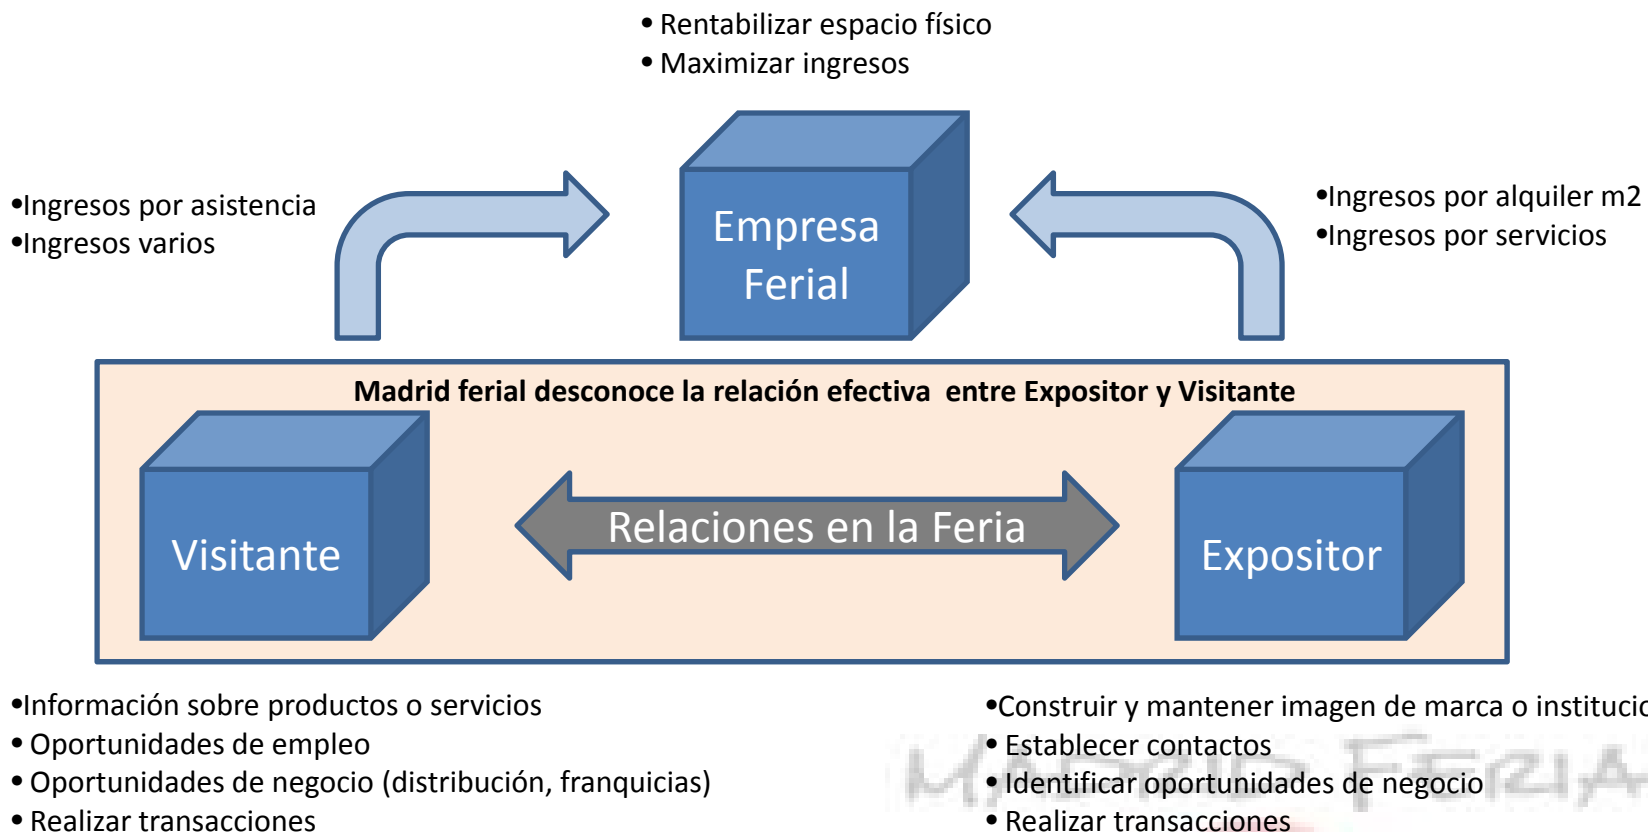 • Rentabilizar espacio físico
• Maximizar ingresos
•Ingresos por asistencia
•Ingresos varios
Empresa
Ferial
•Ingresos por alquiler m2
•Ingresos por servicios
Madrid ferial desconoce la relación efectiva entre Expositor y Visitante
Visitante
Relaciones en la Feria
Expositor
•Información sobre productos o servicios
• Oportunidades de empleo
• Oportunidades de negocio (distribución, franquicias)
• Realizar transacciones
•Construir y mantener imagen de marca o institucio
• Establecer contactos
• Identificar oportunidades de negocio
• Realizar transacciones
MADRID FERIA